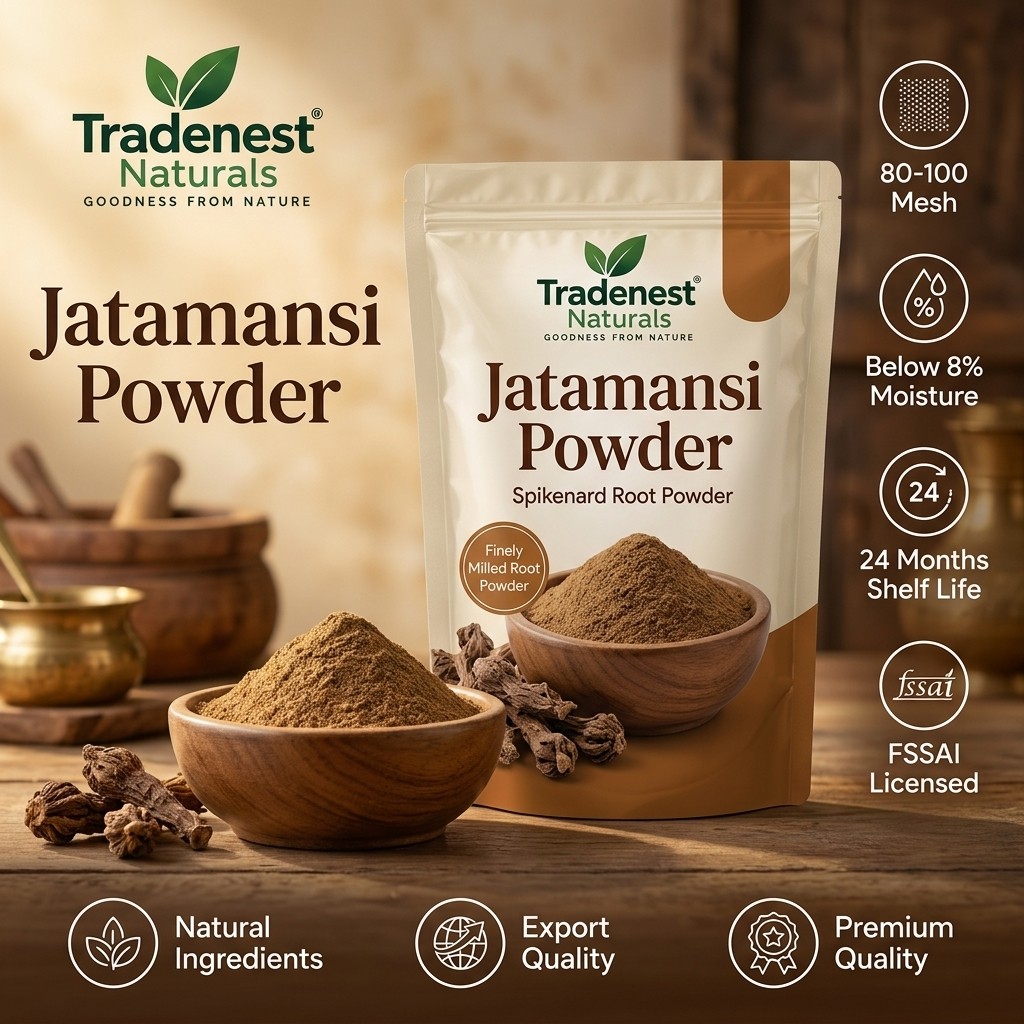 Tradenest®
Naturals
GOODNESS FROM NATURE
Jatamansi
Powder
Tradenest®
Naturals
GOODNESS FROM NATURE
Jatamansi
Powder
Spikenard Root Powder
Finely
Milled Root
Powder
80-100
Mesh
%
Below 8%
Moisture
24
24 Months
Shelf Life
fssai
FSSAI
Licensed
Natural
Ingredients
Export
Quality
Premium
Quality